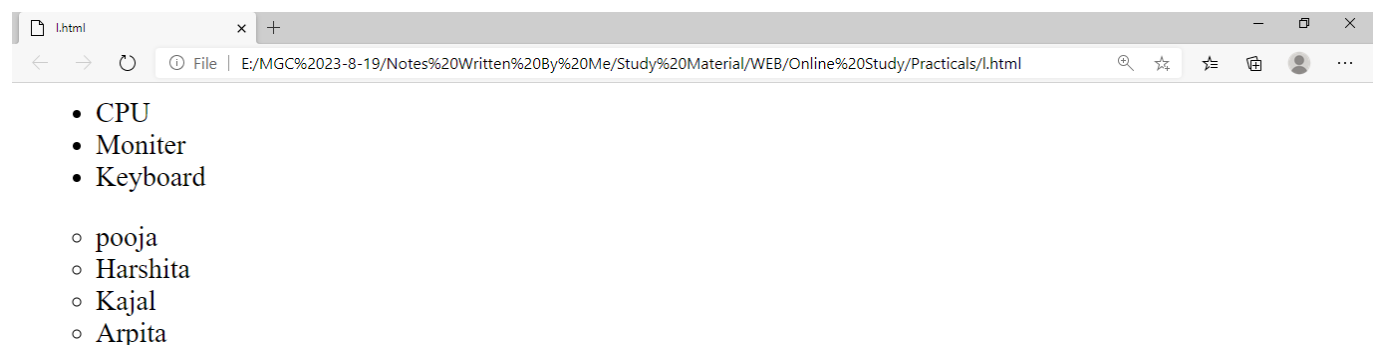 l.html
File | E:/MGC%2023-8-19/Notes%20Written%20By%20Me/Study%20Material/WEB/Online%20Study/Practicals/l.html
• CPU
• Moniter
• Keyboard
◦ pooja
◦ Harshita
◦ Kajal
◦ Arpita